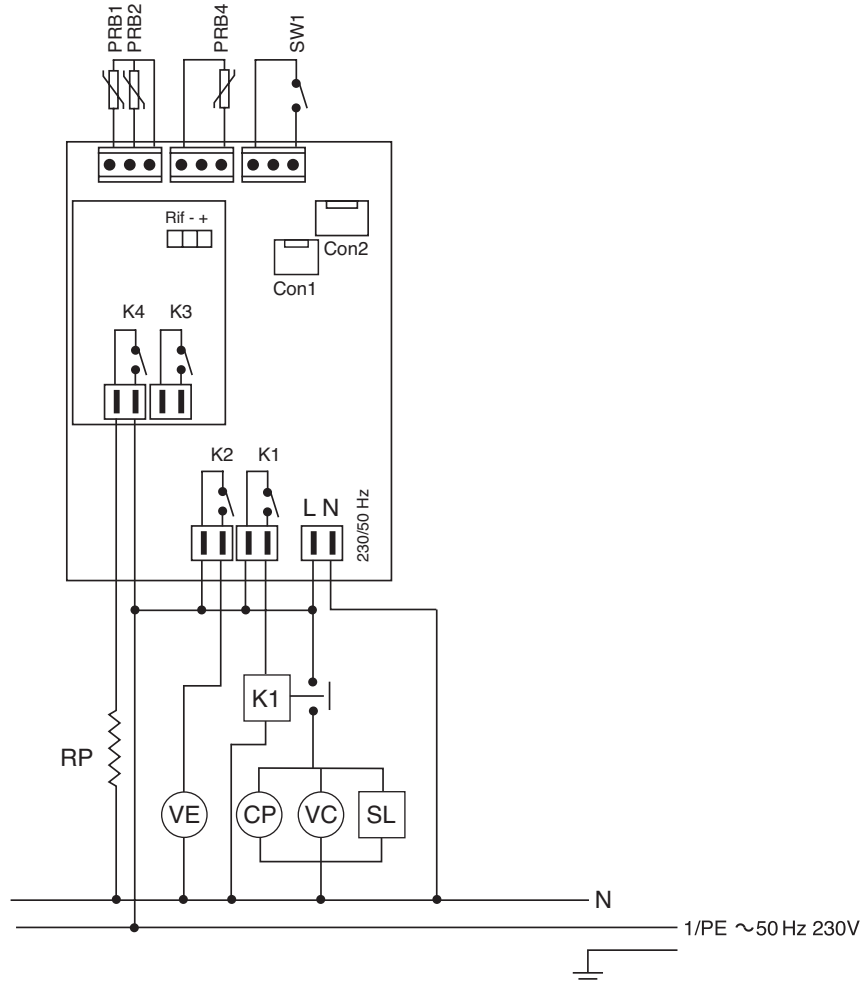 PRB1
PRB2
PRB4
SW1
Rif - +
Con2
Con1
K4
K3
K2
K1
L N
230/50 Hz
K1
RP
VE
CP
VC
SL
N
1/PE ~50 Hz 230V